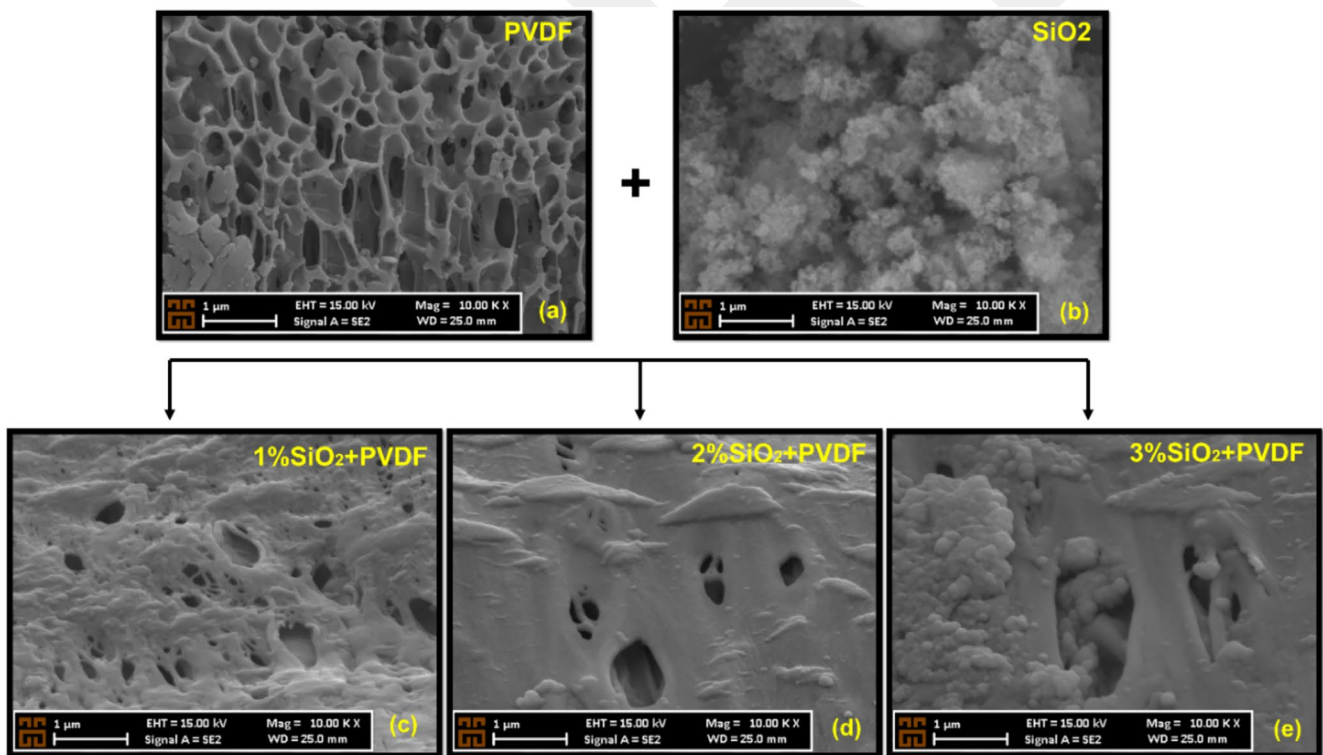 PVDF
1 µm
EHT = 15.00 kV
Mag = 10.00 K X
Signal A = SE2
WD = 25.0 mm
(a)
+
SiO2
1 µm
EHT = 15.00 kV
Mag = 10.00 K X
Signal A = SE2
WD = 25.0 mm
(b)
1%SiO₂+PVDF
1 µm
EHT = 15.00 kV
Mag = 10.00 K X
Signal A = SE2
WD = 25.0 mm
(c)
2%SiO₂+PVDF
1 µm
EHT = 15.00 kV
Mag = 10.00 K X
Signal A = SE2
WD = 25.0 mm
(d)
3%SiO₂+PVDF
1 µm
EHT = 15.00 kV
Mag = 10.00 K X
Signal A = SE2
WD = 25.0 mm
(e)